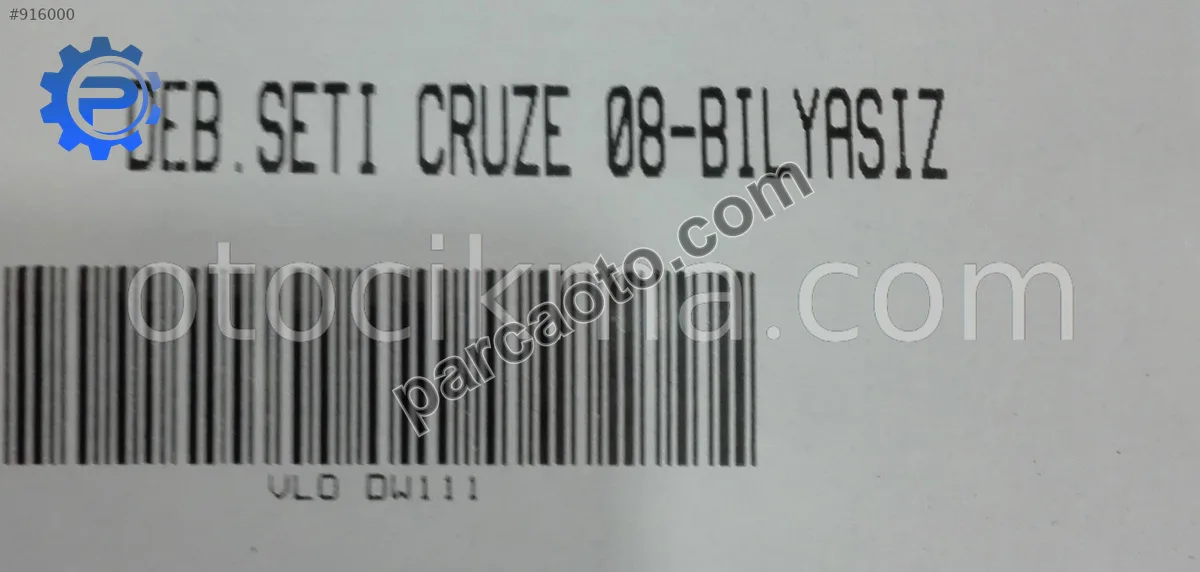 #916000
DEB.SETI CRUZE 08-BILYASIZ
otocikma.com
parcaoto.com
VLO DW111